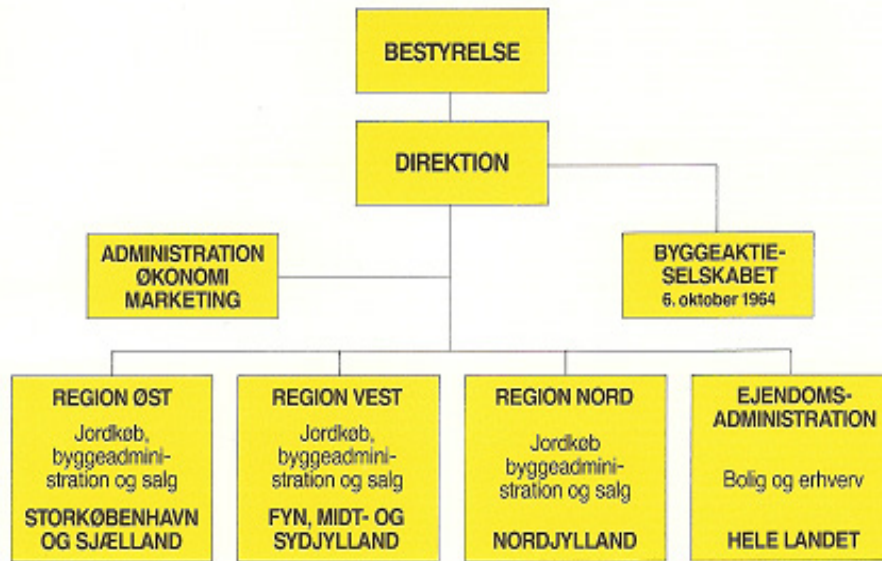 BESTYRELSE
DIREKTION
ADMINISTRATION
ØKONOMI
MARKETING
BYGGEAKTIE-
SELSKABET
6. oktober 1964
REGION ØST
Jordkøb,
byggeadmini-
stration og salg
STORKØBENHAVN
OG SJÆLLAND
REGION VEST
Jordkøb,
byggeadmini-
stration og salg
FYN, MIDT- OG
SYDJYLLAND
REGION NORD
Jordkøb
byggeadmini-
stration og salg
NORDJYLLAND
EJENDOMS-
ADMINISTRATION
Bolig og erhverv
HELE LANDET